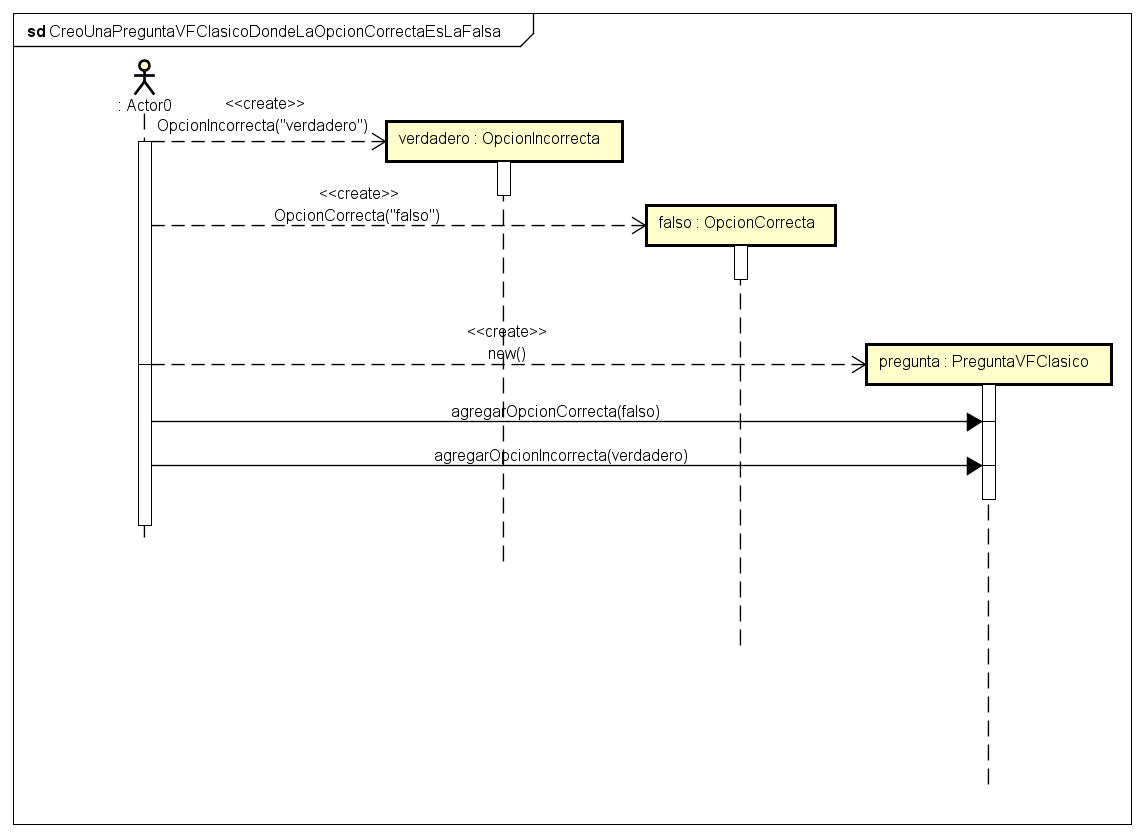 sd CreoUnaPreguntaVFClasicoDondeLaOpcionCorrectaEsLaFalsa
: Actor0
<<create>>
OpcionIncorrecta("verdadero")
verdadero : OpcionIncorrecta
<<create>>
OpcionCorrecta("falso")
falso : OpcionCorrecta
<<create>>
new()
pregunta : PreguntaVFClasico
agregarOpcionCorrecta(falso)
agregarOpcionIncorrecta(verdadero)